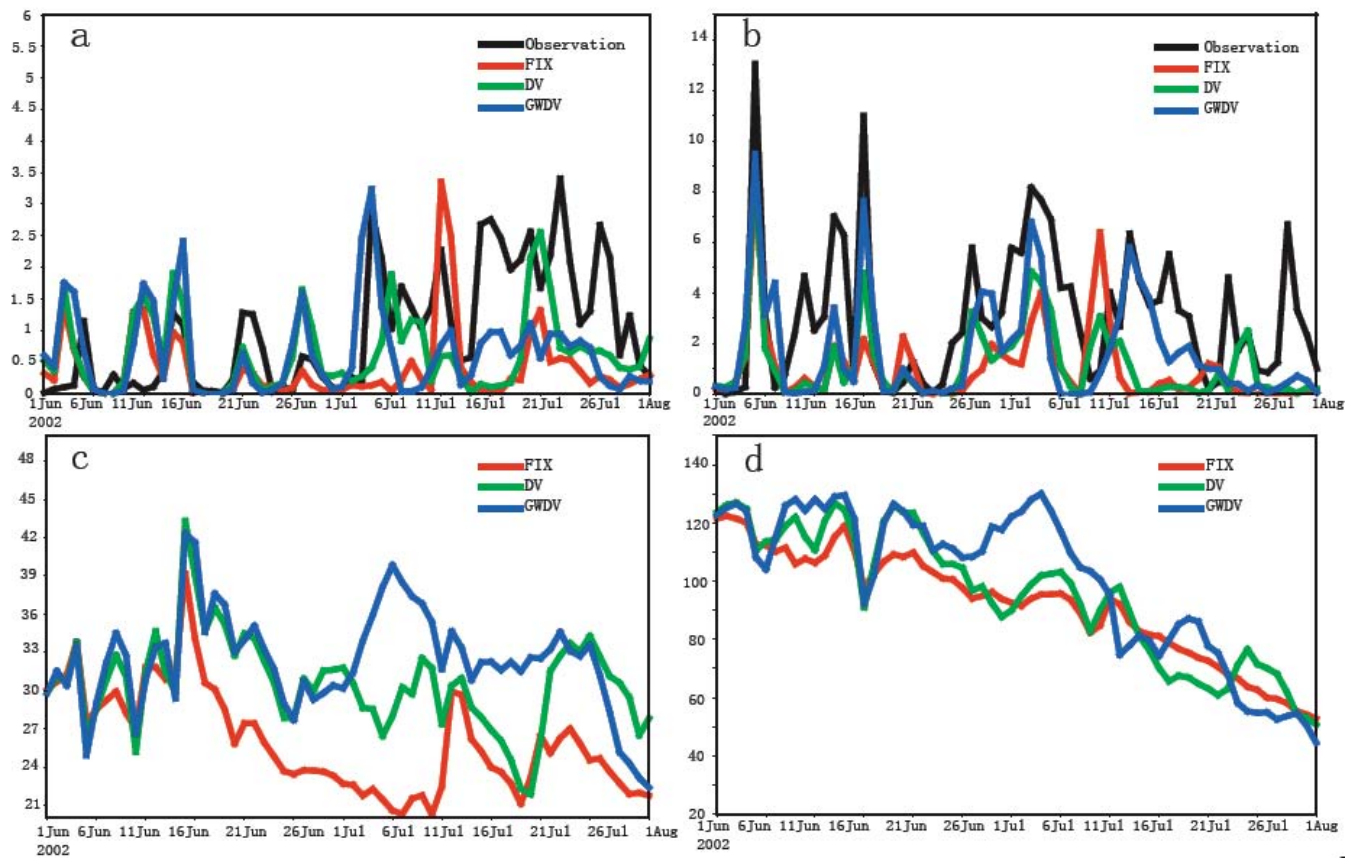 a
Observation
FIX
DV
GWDV
6
5.5
5
4.5
4
3.5
3
2.5
2
1.5
1
0.5
0
1Jun 6Jun 11Jun 16Jun 21Jun 26Jun 1Jul 6Jul 11Jul 16Jul 21Jul 26Jul 1Aug
2002
b
Observation
FIX
DV
GWDV
14
12
10
8
6
4
2
0
1Jun 6Jun 11Jun 16Jun 21Jun 26Jun 1Jul 6Jul 11Jul 16Jul 21Jul 26Jul 1Aug
2002
c
FIX
DV
GWDV
48
45
42
39
36
33
30
27
24
21
1Jun 6Jun 11Jun 16Jun 21Jun 26Jun 1Jul 6Jul 11Jul 16Jul 21Jul 26Jul 1Aug
2002
d
FIX
DV
GWDV
140
120
100
80
60
40
20
1Jun 6Jun 11Jun 16Jun 21Jun 26Jun 1Jul 6Jul 11Jul 16Jul 21Jul 26Jul 1Aug
2002